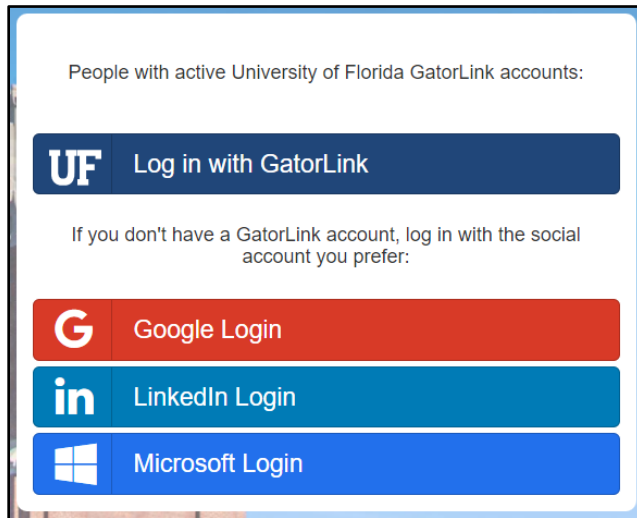 People with active University of Florida GatorLink accounts:
UF Log in with GatorLink
If you don't have a GatorLink account, log in with the social
account you prefer:
G Google Login
in LinkedIn Login
Microsoft Login